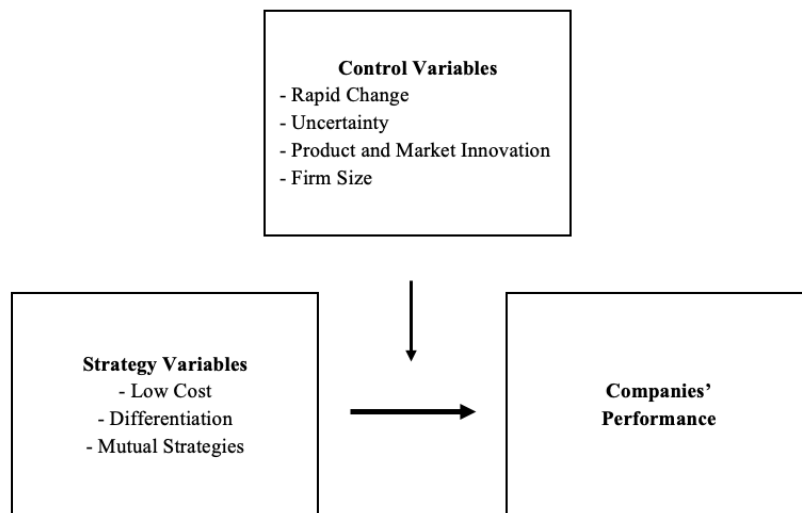 Control Variables
- Rapid Change
- Uncertainty
- Product and Market Innovation
- Firm Size
Strategy Variables
- Low Cost
- Differentiation
- Mutual Strategies
Companies’
Performance